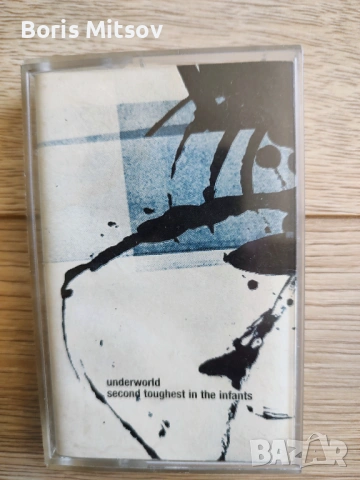 Boris Mitsov
underworld
second toughest in the infants
BAZAR